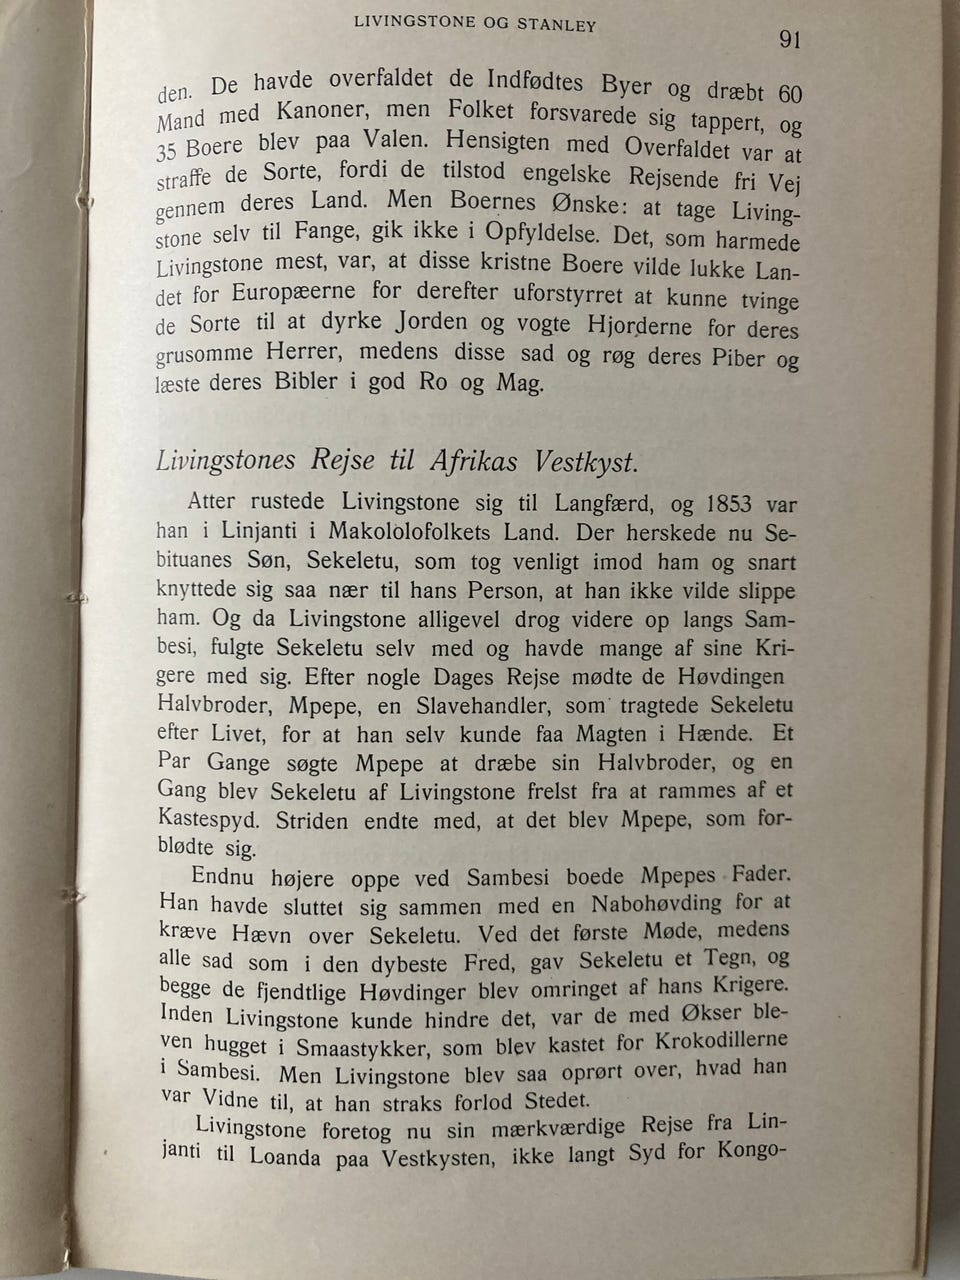 LIVINGSTONE OG STANLEY
91
den. De havde overfaldet de Indfødtes Byer og dræbt 60
Mand med Kanoner, men Folket forsvarede sig tappert, og
35 Boere blev paa Valen. Hensigten med Overfaldet var at
straffe de Sorte, fordi de tilstod engelske Rejsende fri Vej
gennem deres Land. Men Boernes Ønske: at tage Living-
stone selv til Fange, gik ikke i Opfyldelse. Det, som harmede
Livingstone mest, var, at disse kristne Boere vilde lukke Lan-
det for Europæerne for derefter uforstyrret at kunne tvinge
de Sorte til at dyrke Jorden og vogte Hjorderne for deres
grusomme Herrer, medens disse sad og røg deres Piber og
læste deres Bibler i god Ro og Mag.
Livingstones Rejse til Afrikas Vestkyst.
Atter rustede Livingstone sig til Langfærd, og 1853 var
han i Linjanti i Makololofolkets Land. Der herskede nu Se-
bituanes Søn, Sekeletu, som tog venligt imod ham og snart
knyttede sig saa nær til hans Person, at han ikke vilde slippe
ham. Og da Livingstone alligevel drog videre op langs Sam-
besi, fulgte Sekeletu selv med og havde mange af sine Kri-
gere med sig. Efter nogle Dages Rejse mødte de Høvdingen
Halvbroder, Mpepe, en Slavehandler, som tragtede Sekeletu
efter Livet, for at han selv kunde faa Magten i Hænde. Et
Par Gange søgte Mpepe at dræbe sin Halvbroder, og en
Gang blev Sekeletu af Livingstone frelst fra at rammes af et
Kastespyd. Striden endte med, at det blev Mpepe, som for-
blødte sig.
Endnu højere oppe ved Sambesi boede Mpepes Fader.
Han havde sluttet sig sammen med en Nabohøvding for at
kræve Hævn over Sekeletu. Ved det første Møde, medens
alle sad som i den dybeste Fred, gav Sekeletu et Tegn, og
begge de fjendtlige Høvdinger blev omringet af hans Krigere.
Inden Livingstone kunde hindre det, var de med Økser ble-
ven hugget i Smaastykker, som blev kastet for Krokodillerne
i Sambesi. Men Livingstone blev saa oprørt over, hvad han
var Vidne til, at han straks forlod Stedet.
Livingstone foretog nu sin mærkværdige Rejse fra Lin-
janti til Loanda paa Vestkysten, ikke langt Syd for Kongo-